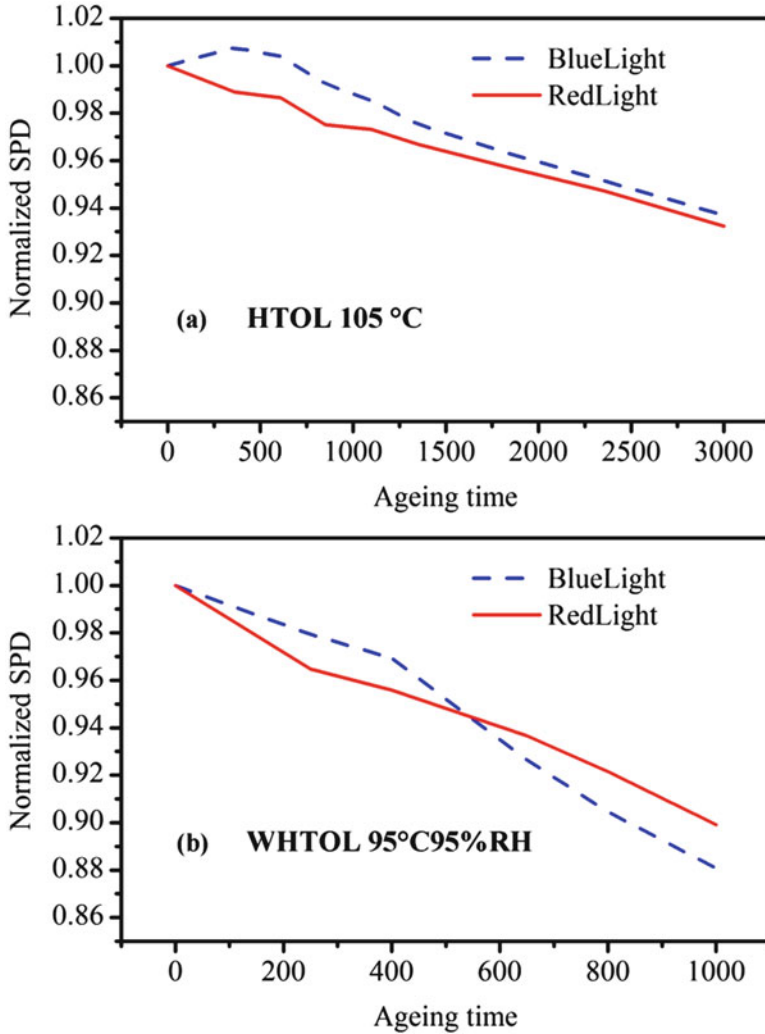 1.02
1.00
0.98
0.96
0.94
0.92
0.90
0.88
0.86
Normalized SPD
BlueLight
RedLight
(a) HTOL 105 °C
0 500 1000 1500 2000 2500 3000
Ageing time
1.02
1.00
0.98
0.96
0.94
0.92
0.90
0.88
0.86
Normalized SPD
BlueLight
RedLight
(b) WHTOL 95°C95%RH
0 200 400 600 800 1000
Ageing time